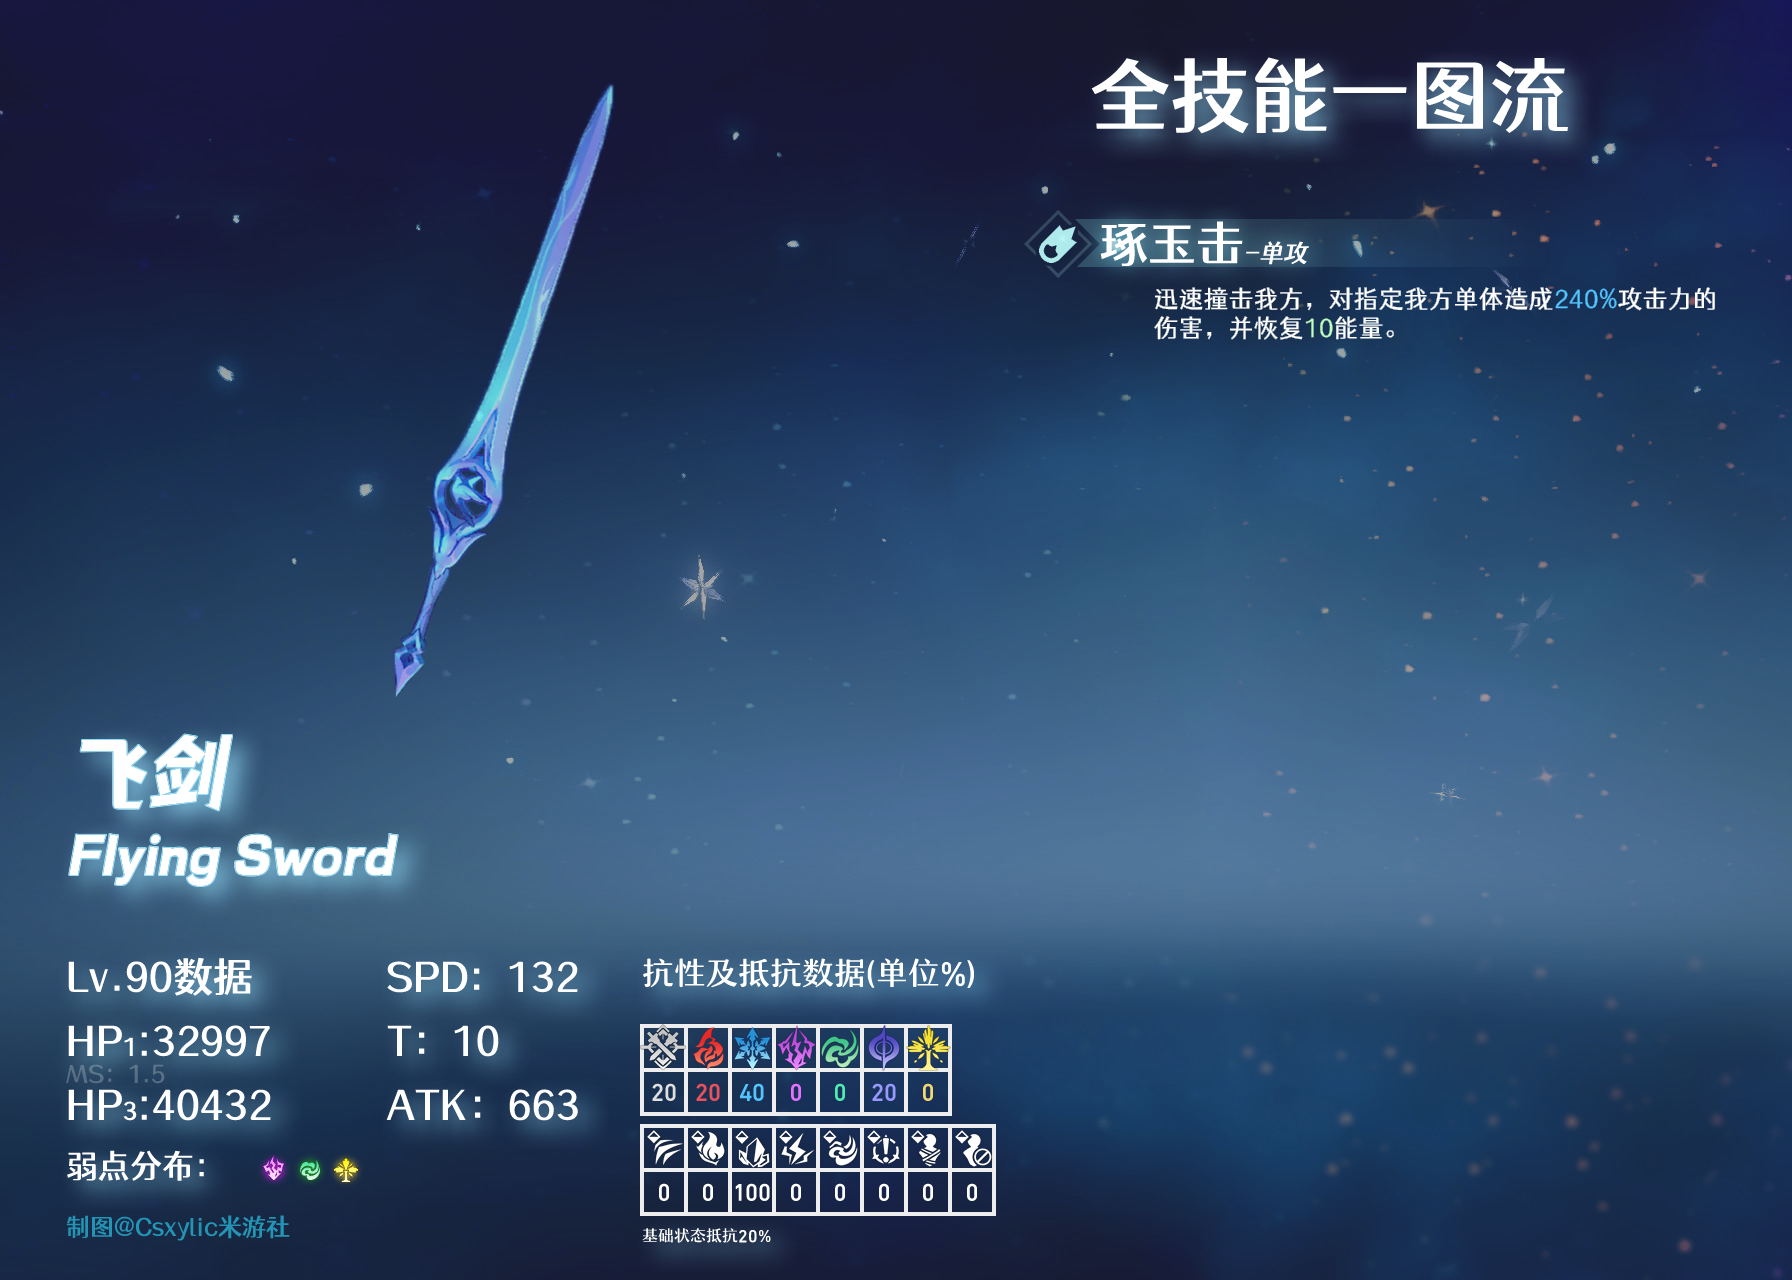 全技能一图流
琢玉击-单攻
迅速撞击我方，对指定我方单体造成240%攻击力的
伤害，并恢复10能量。
飞剑
Flying Sword
Lv.90数据
SPD: 132
HP1:32997
T: 10
MS: 1.5
HP3:40432
ATK: 663
弱点分布:
制图@Csxylic米游社
抗性及抵抗数据(单位%)
20 20 40 0 0 20 0
0 0 100 0 0 0 0 0
基础状态抵抗20%